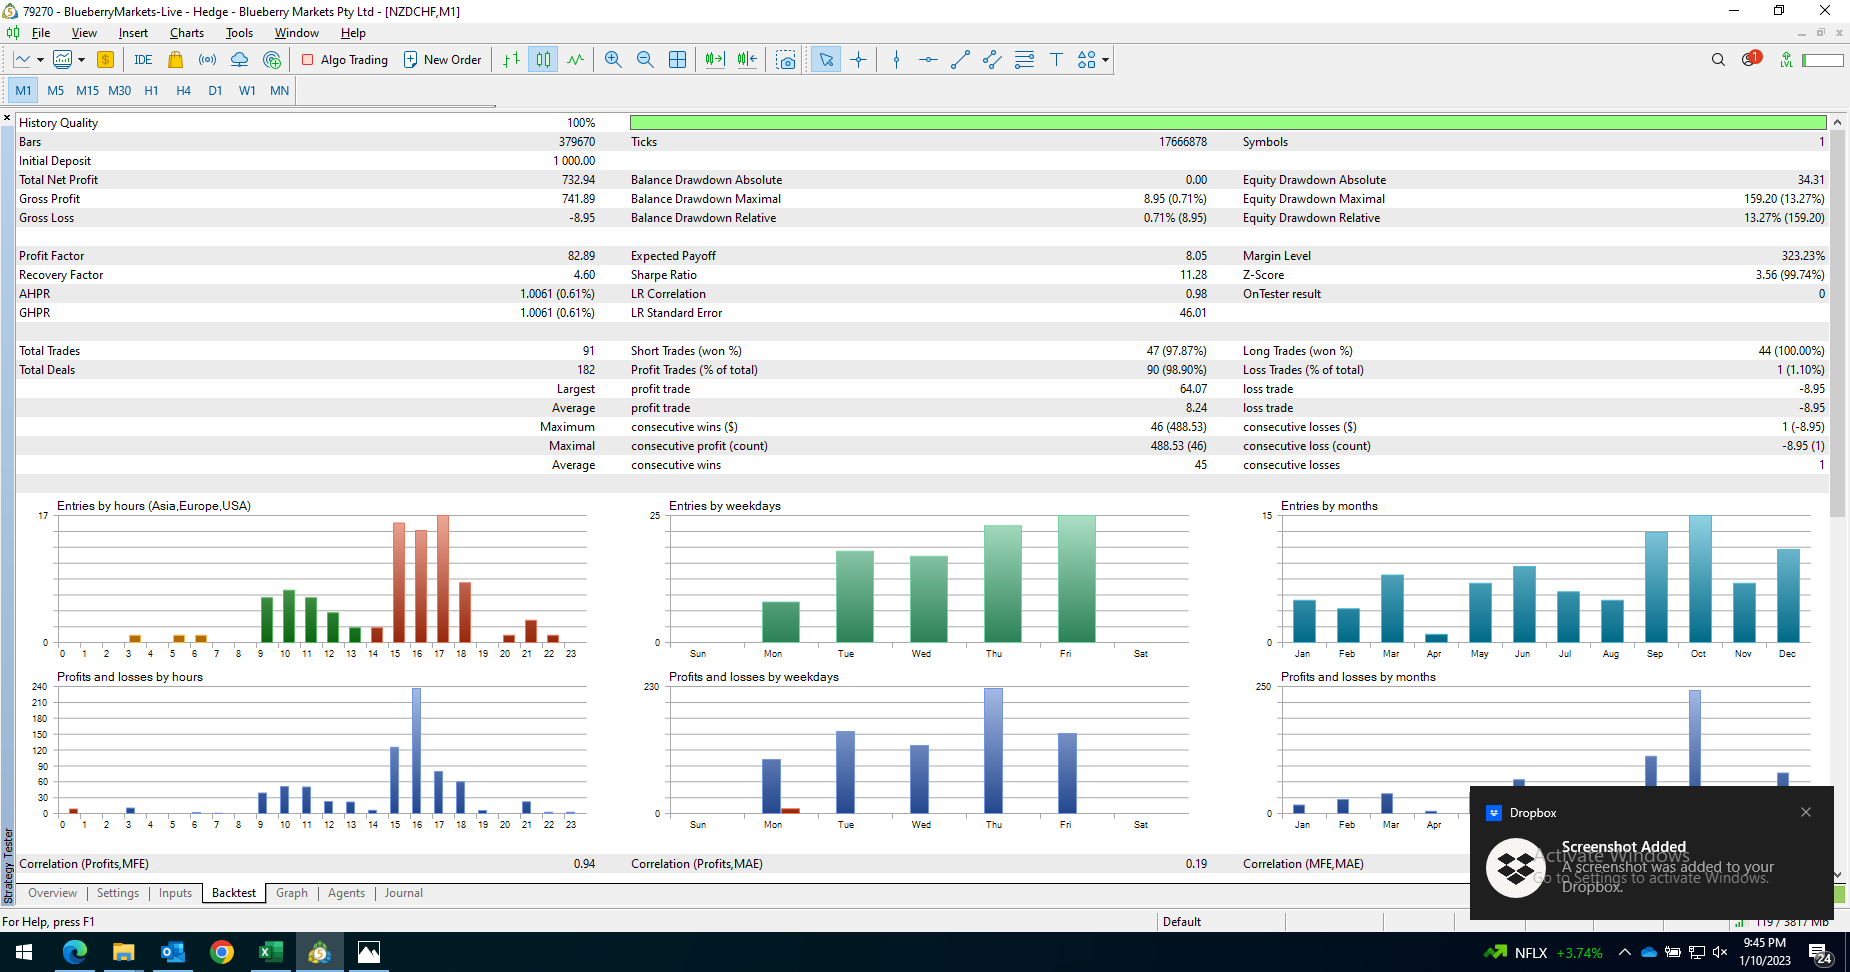 79270 - BlueberryMarkets-Live - Hedge - Blueberry Markets Pty Ltd - [NZDCHF,M1]
File View Insert Charts Tools Window Help
IDE Algo Trading New Order 1 LVL
M1 M5 M15 M30 H1 H4 D1 W1 MN
History Quality 100%
Bars 379670 Ticks 17666878 Symbols 1
Initial Deposit 1 000.00
Total Net Profit 732.94 Balance Drawdown Absolute 0.00 Equity Drawdown Absolute 34.31
Gross Profit 741.89 Balance Drawdown Maximal 8.95 (0.71%) Equity Drawdown Maximal 159.20 (13.27%)
Gross Loss -8.95 Balance Drawdown Relative 0.71% (8.95) Equity Drawdown Relative 13.27% (159.20)
Profit Factor 82.89 Expected Payoff 8.05 Margin Level 323.23%
Recovery Factor 4.60 Sharpe Ratio 11.28 Z-Score 3.56 (99.74%)
AHPR 1.0061 (0.61%) LR Correlation 0.98 OnTester result 0
GHPR 1.0061 (0.61%) LR Standard Error 46.01
Total Trades 91 Short Trades (won %) 47 (97.87%) Long Trades (won %) 44 (100.00%)
Total Deals 182 Profit Trades (% of total) 90 (98.90%) Loss Trades (% of total) 1 (1.10%)
Largest profit trade 64.07 loss trade -8.95
Average profit trade 8.24 loss trade -8.95
Maximum consecutive wins ($) 46 (488.53) consecutive losses ($) 1 (-8.95)
Maximal consecutive profit (count) 488.53 (46) consecutive loss (count) -8.95 (1)
Average consecutive wins 45 consecutive losses 1
Entries by hours (Asia,Europe,USA) Entries by weekdays Entries by months
17 25 15
0 0 0
0 1 2 3 4 5 6 7 8 9 10 11 12 13 14 15 16 17 18 19 20 21 22 23 Sun Mon Tue Wed Thu Fri Sat Jan Feb Mar Apr May Jun Jul Aug Sep Oct Nov Dec
Profits and losses by hours Profits and losses by weekdays Profits and losses by months
240 230 250
210
180
150
120
90
60
30
0 0 0
0 1 2 3 4 5 6 7 8 9 10 11 12 13 14 15 16 17 18 19 20 21 22 23 Sun Mon Tue Wed Thu Fri Sat Jan Feb Mar Apr
Dropbox
Screenshot Added
Activate Windows
A screenshot was added to your
Go to Settings to activate Windows.
Dropbox.
Correlation (Profits,MFE) 0.94 Correlation (Profits,MAE) 0.19 Correlation (MFE,MAE)
Strategy Tester
Overview Settings Inputs Backtest Graph Agents Journal
For Help, press F1 Default 119 / 3817 Mb
NFLX +3.74% 9:45 PM
1/10/2023 24